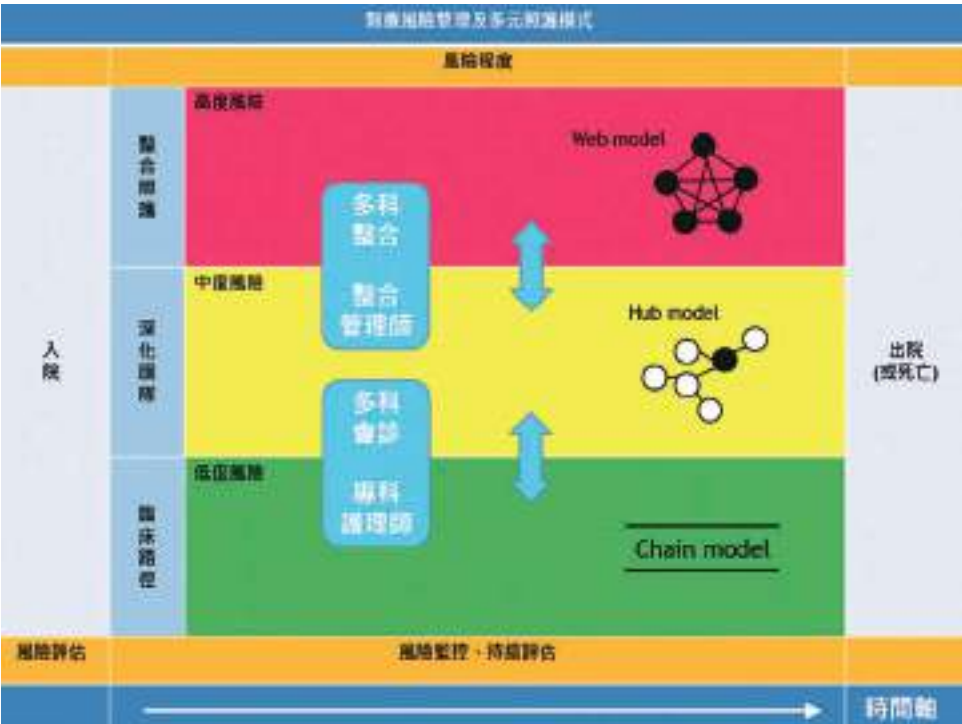 醫療風險管理及多元照護模式
風險程度
高度風險
Web model
整合照護
多科
整合
整合
管理師
中度風險
Hub model
入院
深化團隊
出院
(或死亡)
多科
會診
專科
護理師
低度風險
臨床路徑
Chain model
風險評估
風險監控、持續評估
時間軸